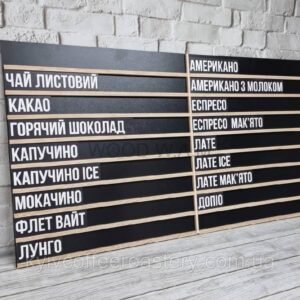 ЧАЙ ЛИСТОВИЙ
КАКАО
ГОРЯЧИЙ ШОКОЛАД
КАПУЧИНО
КАПУЧИНО ICE
МОКАЧИНО
ФЛЕТ ВАЙТ
ЛУНГО
АМЕРИКАНО
АМЕРИКАНО З МОЛОКОМ
ЕСПРЕСО
ЕСПРЕСО МАК'ЯТО
ЛАТЕ
ЛАТЕ ICE
ЛАТЕ МАК'ЯТО
ДОПІО